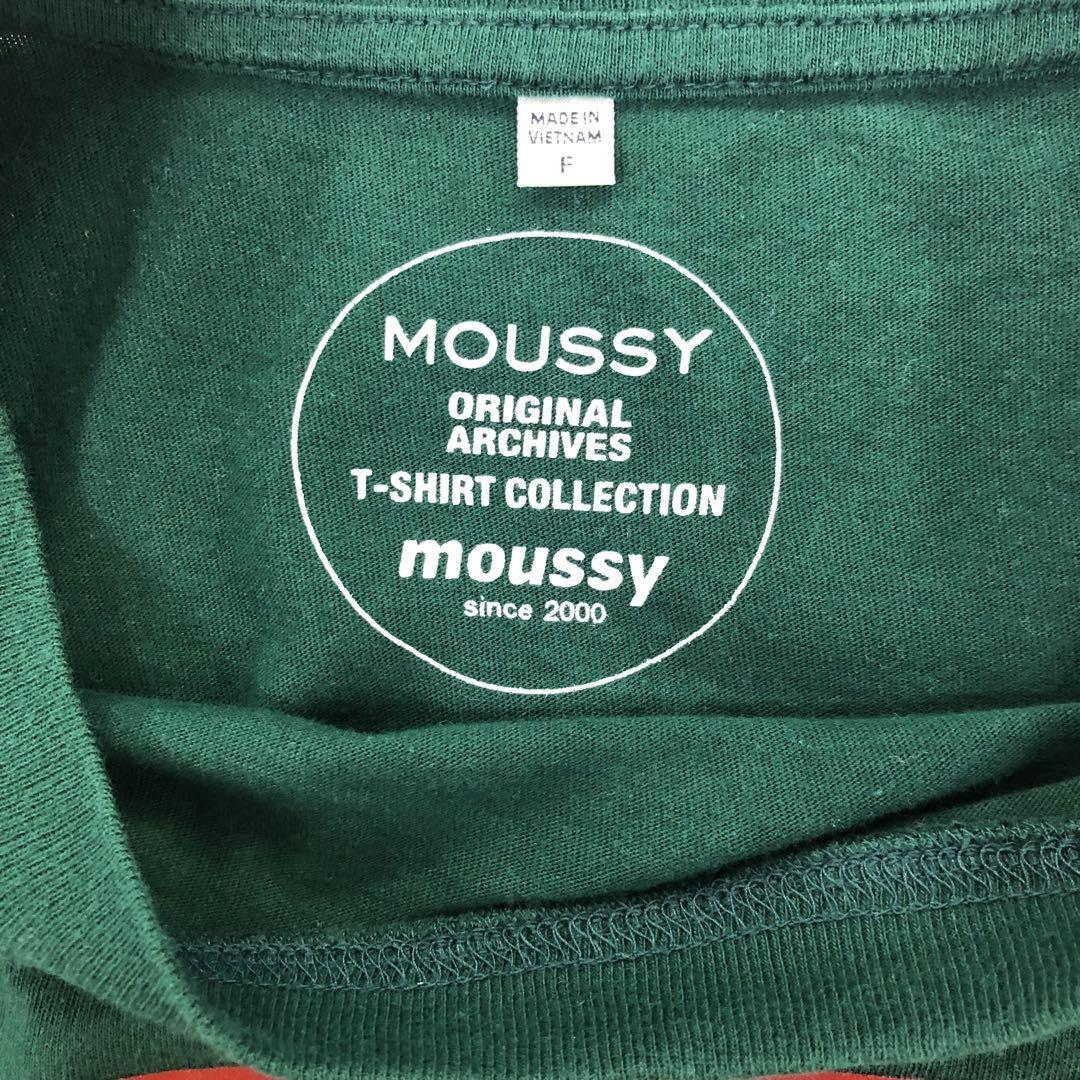 MADE IN
VIETNAM
F
MOUSSY
ORIGINAL
ARCHIVES
T-SHIRT COLLECTION
moussy
since 2000